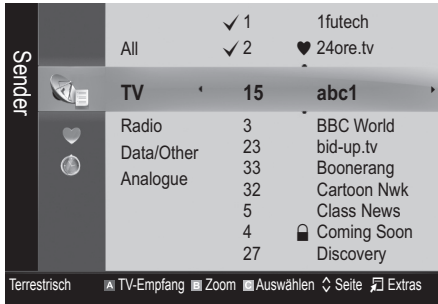 Sender
1 1futech
All 2 24ore.tv
TV 15 abc1
Radio 3 BBC World
Data/Other 23 bid-up.tv
Analogue 33 Boonerang
32 Cartoon Nwk
5 Class News
4 Coming Soon
27 Discovery
Terrestrisch A TV-Empfang B Zoom C Auswählen Seite Extras